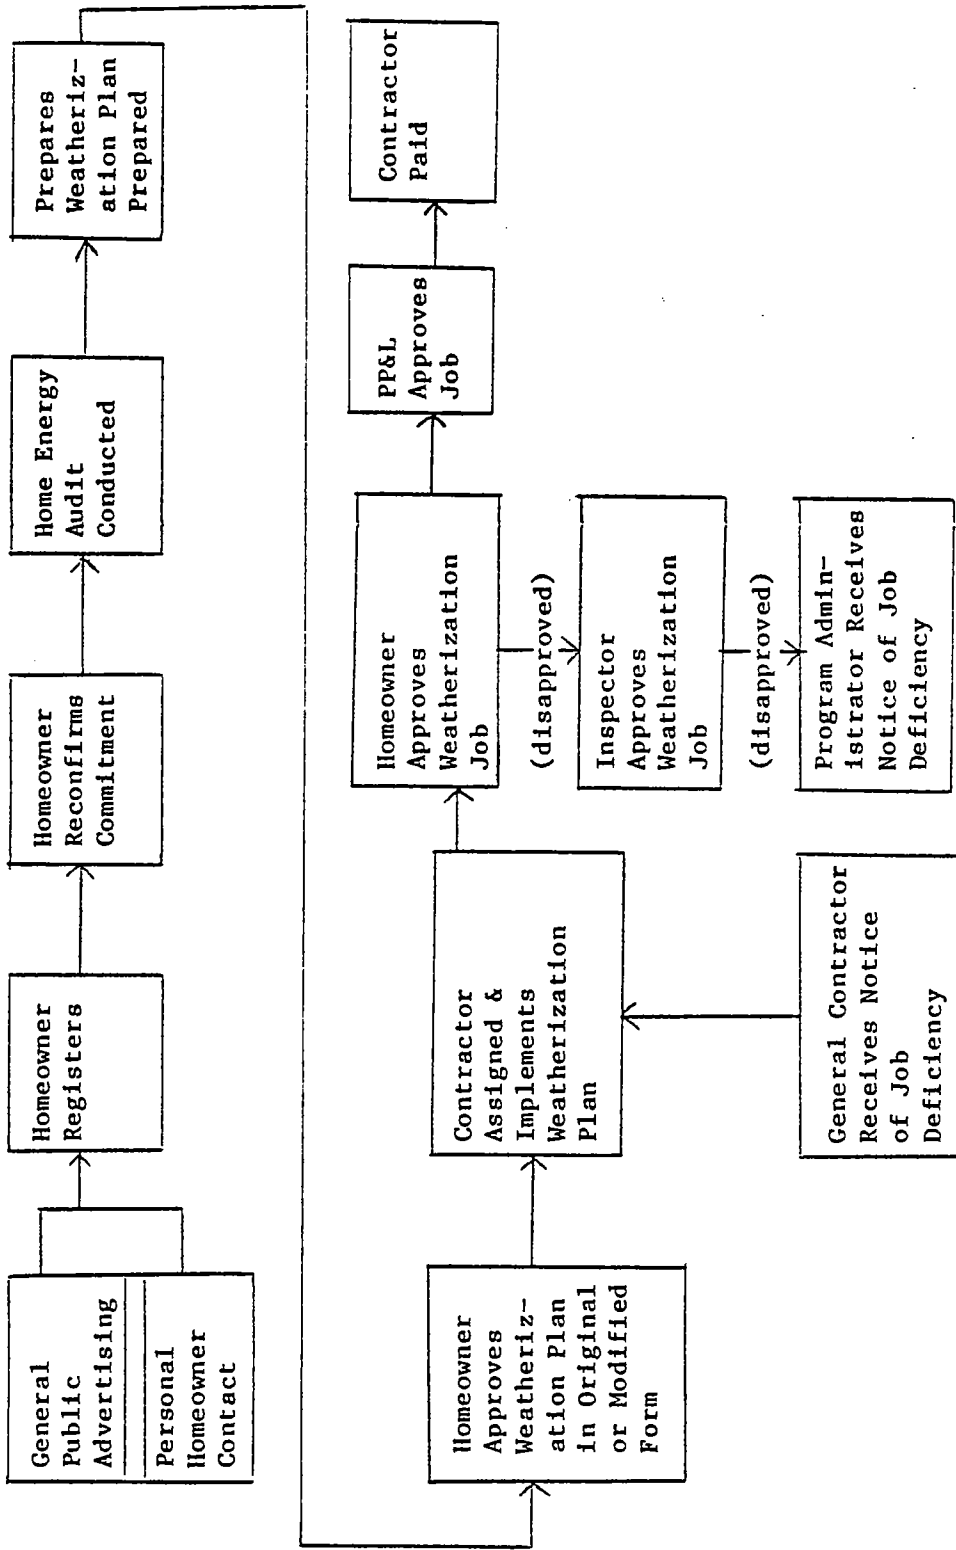 General
Public
Advertising
Personal
Homeowner
Contact
Homeowner
Registers
Homeowner
Reconfirms
Commitment
Home Energy
Audit
Conducted
Prepares
Weatheriz-
ation Plan
Prepared
Homeowner
Approves
Weatheriz-
ation Plan
in Original
or Modified
Form
Contractor
Assigned &
Implements
Weatherization
Plan
Homeowner
Approves
Weatherization
Job
PP&L
Approves
Job
Contractor
Paid
(disapproved)
Inspector
Approves
Weatherization
Job
(disapproved)
General Contractor
Receives Notice
of Job
Deficiency
Program Admin-
istrator Receives
Notice of Job
Deficiency